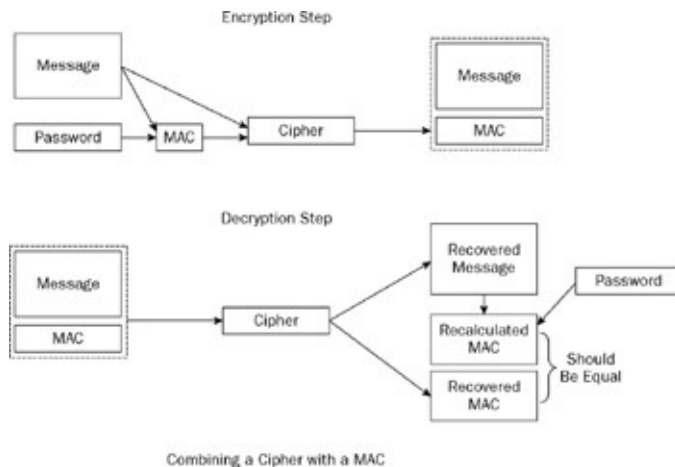 Encryption Step
Message
Message
Password
MAC
Cipher
MAC
Decryption Step
Recovered
Message
Message
Password
Cipher
MAC
Recalculated
MAC
Should
Be Equal
Recovered
MAC
Combining a Cipher with a MAC